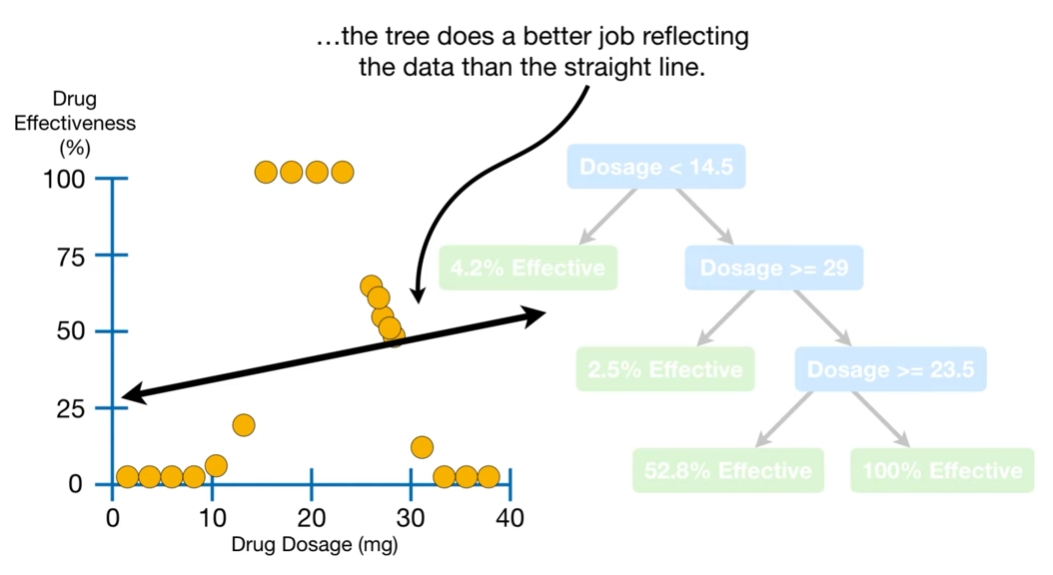 ...the tree does a better job reflecting
the data than the straight line.
Drug
Effectiveness
(%)
100
75
50
25
0
0 10 20 30 40
Drug Dosage (mg)
Dosage < 14.5
4.2% Effective
Dosage >= 29
2.5% Effective
Dosage >= 23.5
52.8% Effective
100% Effective